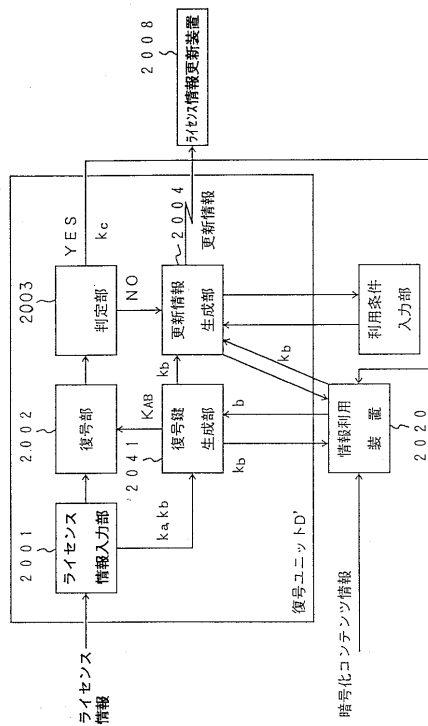 ライセンス
情報
2001
ライセンス
情報入力部
2.002
復号部
2003
判定部
YES
kc
NO
ka,kb
KAB
2041
復号鍵
生成部
kb
2004
更新情報
生成部
更新情報
2008
ライセンス情報更新装置
kb
b
kb
復号ユニットD'
暗号化コンテンツ情報
情報利用
装置
2020
利用条件
入力部